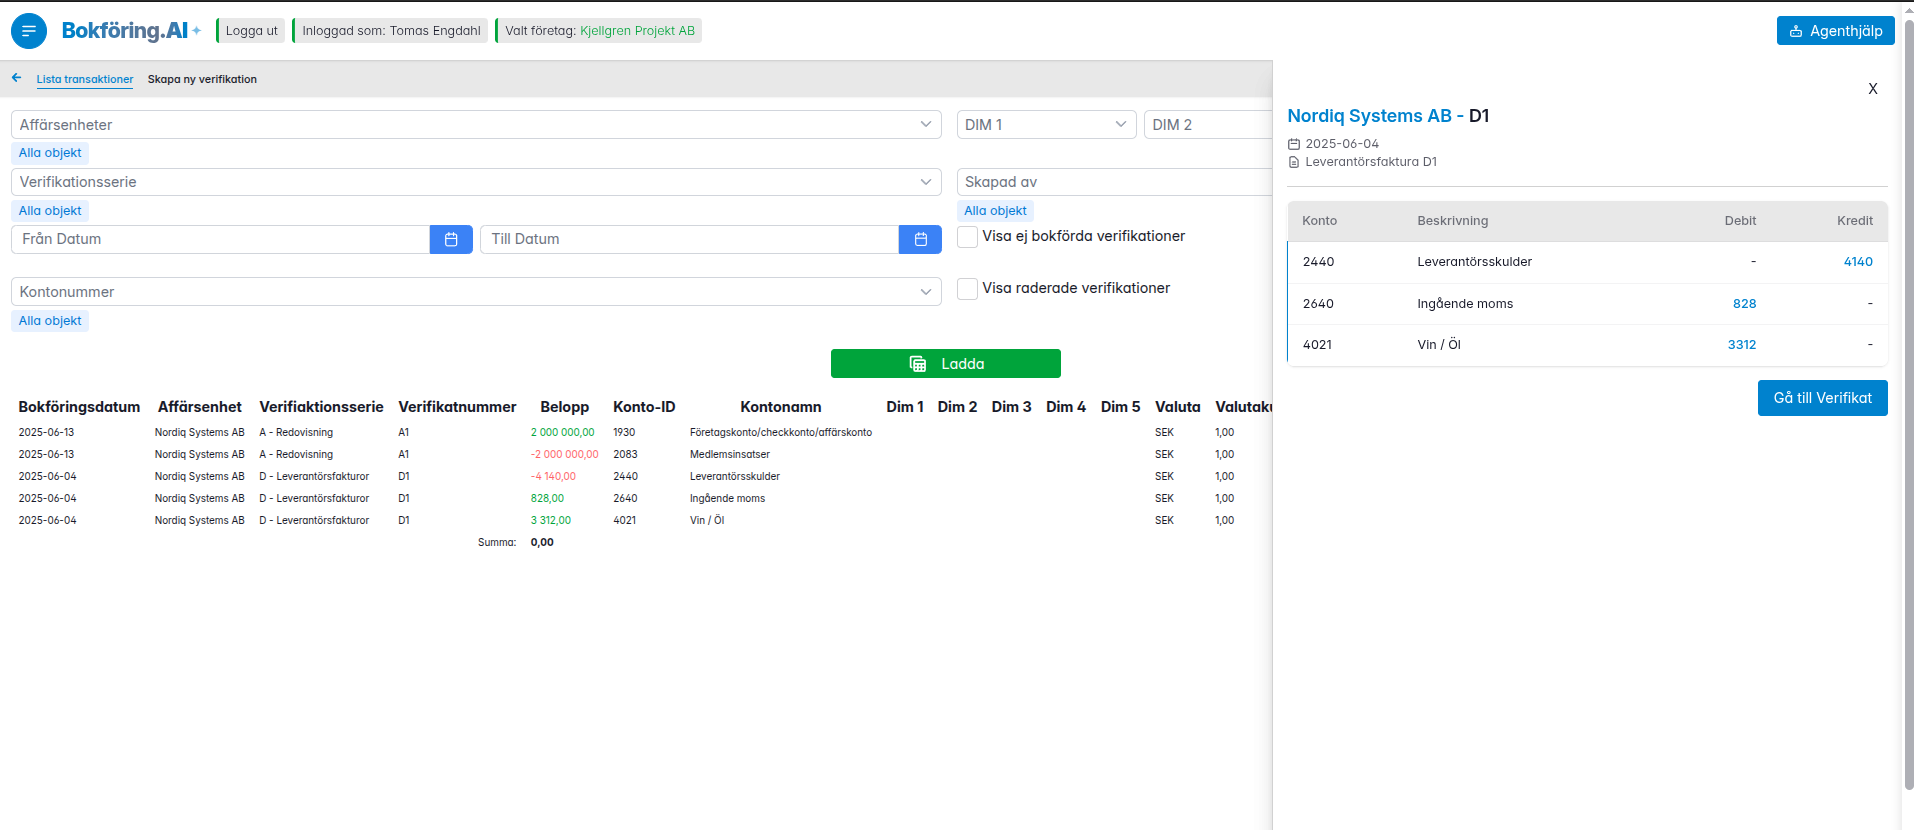 Bokföring.AI
Logga ut
Inloggad som: Tomas Engdahl
Valt företag: Kjellgren Projekt AB
Agenthjälp
Lista transaktioner
Skapa ny verifikation
Affärsenheter
DIM 1
DIM 2
Alla objekt
Verifikationsserie
Skapad av
Alla objekt
Alla objekt
Från Datum
Till Datum
Visa ej bokförda verifikationer
Kontonummer
Visa raderade verifikationer
Alla objekt
Ladda
Bokföringsdatum Affärsenhet Verifiaktionsserie Verifikatnummer Belopp Konto-ID Kontonamn Dim 1 Dim 2 Dim 3 Dim 4 Dim 5 Valuta Valutaku
2025-06-13 Nordiq Systems AB A - Redovisning A1 2 000 000,00 1930 Företagskonto/checkkonto/affärskonto SEK 1,00
2025-06-13 Nordiq Systems AB A - Redovisning A1 -2 000 000,00 2083 Medlemsinsatser SEK 1,00
2025-06-04 Nordiq Systems AB D - Leverantörsfakturor D1 -4 140,00 2440 Leverantörsskulder SEK 1,00
2025-06-04 Nordiq Systems AB D - Leverantörsfakturor D1 828,00 2640 Ingående moms SEK 1,00
2025-06-04 Nordiq Systems AB D - Leverantörsfakturor D1 3 312,00 4021 Vin / Öl SEK 1,00
Summa: 0,00
X
Nordiq Systems AB - D1
2025-06-04
Leverantörsfaktura D1
Konto Beskrivning Debit Kredit
2440 Leverantörsskulder - 4140
2640 Ingående moms 828 -
4021 Vin / Öl 3312 -
Gå till Verifikat